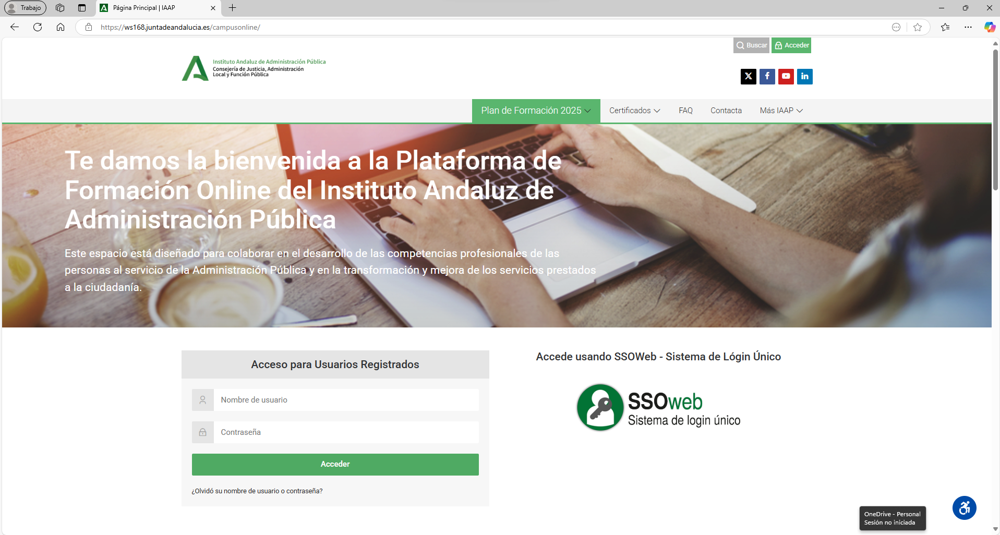 Trabajo
Página Principal | IAAP
https://ws168.juntadeandalucia.es/campusonline/
Buscar
Acceder
Instituto Andaluz de Administración Pública
Consejería de Justicia, Administración
Local y Función Pública
Plan de Formación 2025
Certificados
FAQ
Contacta
Más IAAP
Te damos la bienvenida a la Plataforma de
Formación Online del Instituto Andaluz de
Administración Pública
Este espacio está diseñado para colaborar en el desarrollo de las competencias profesionales de las
personas al servicio de la Administración Pública y en la transformación y mejora de los servicios prestados
a la ciudadanía.
Acceso para Usuarios Registrados
Nombre de usuario
Contraseña
Acceder
¿Olvidó su nombre de usuario o contraseña?
Accede usando SSOWeb - Sistema de Lógin Único
SSOweb
Sistema de login único
OneDrive - Personal
Sesión no iniciada